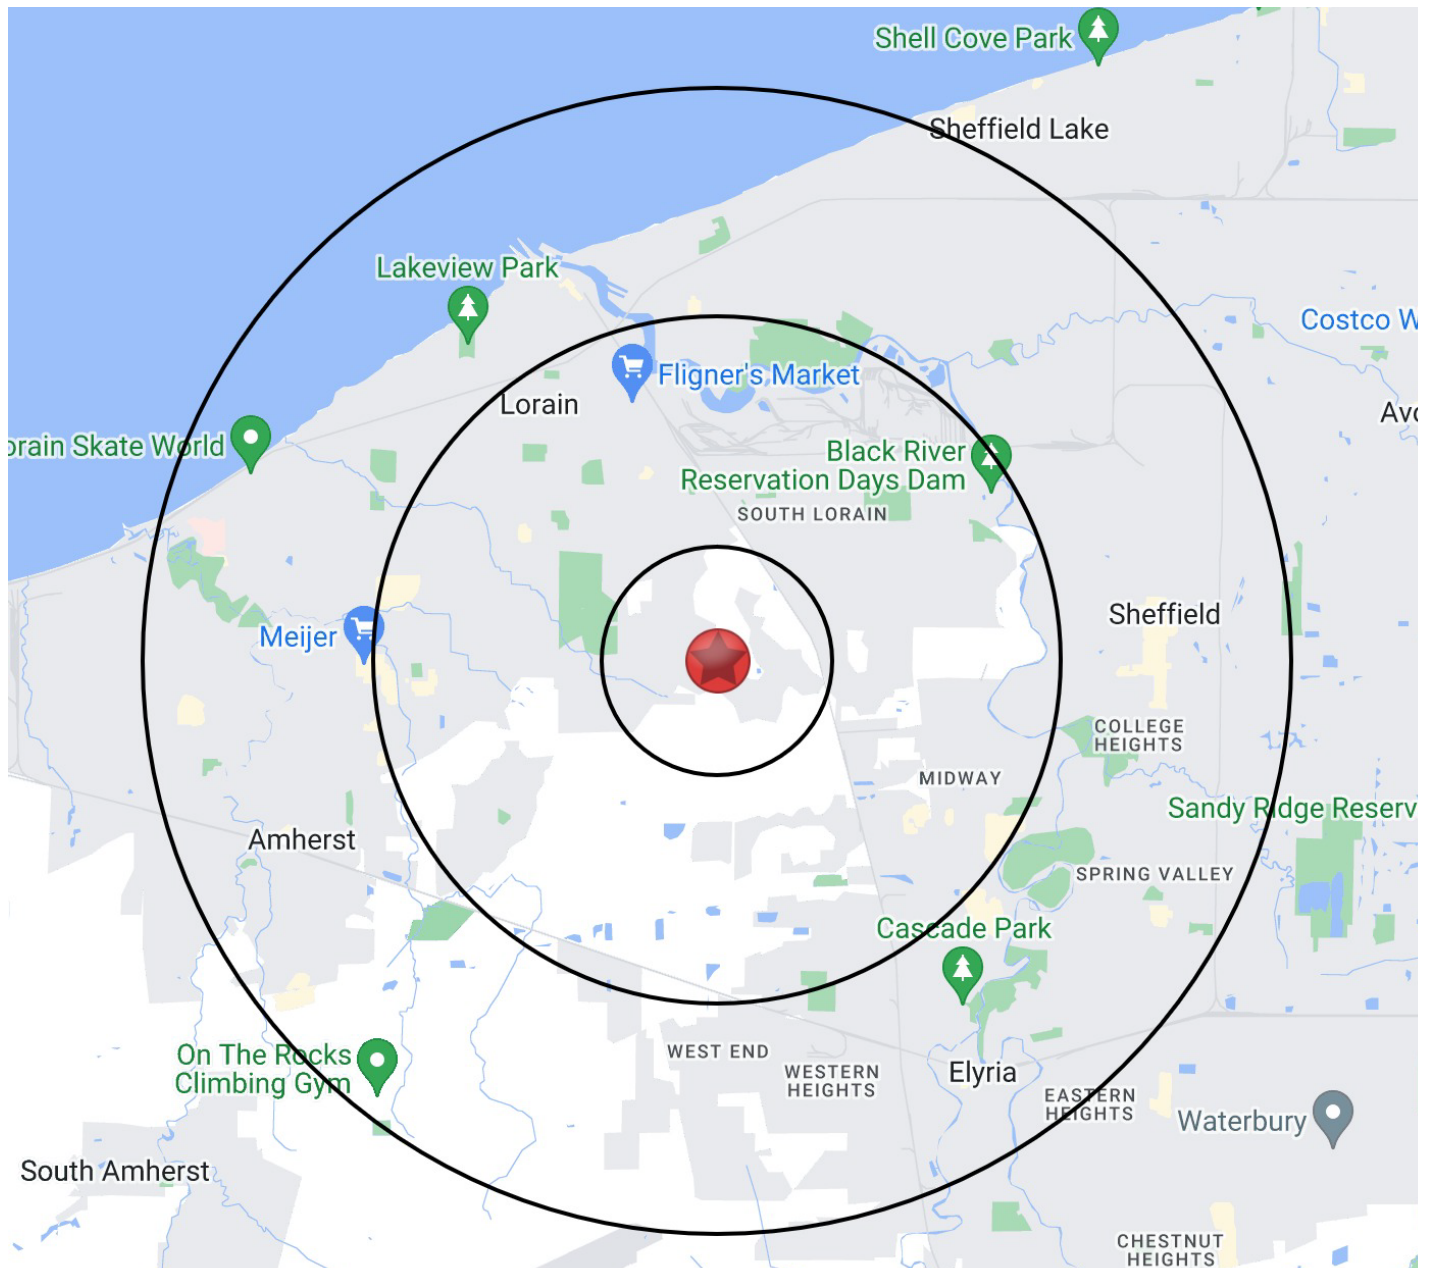 Shell Cove Park
Sheffield Lake
Lakeview Park
Costco W
Fligner's Market
Lorain
Avo
orain Skate World
Black River
Reservation Days Dam
SOUTH LORAIN
Sheffield
Meijer
COLLEGE
HEIGHTS
MIDWAY
Sandy Ridge Reserv
Amherst
SPRING VALLEY
Cascade Park
On The Rocks
Climbing Gym
WEST END
WESTERN
HEIGHTS
Elyria
EASTERN
HEIGHTS
Waterbury
South Amherst
CHESTNUT
HEIGHTS